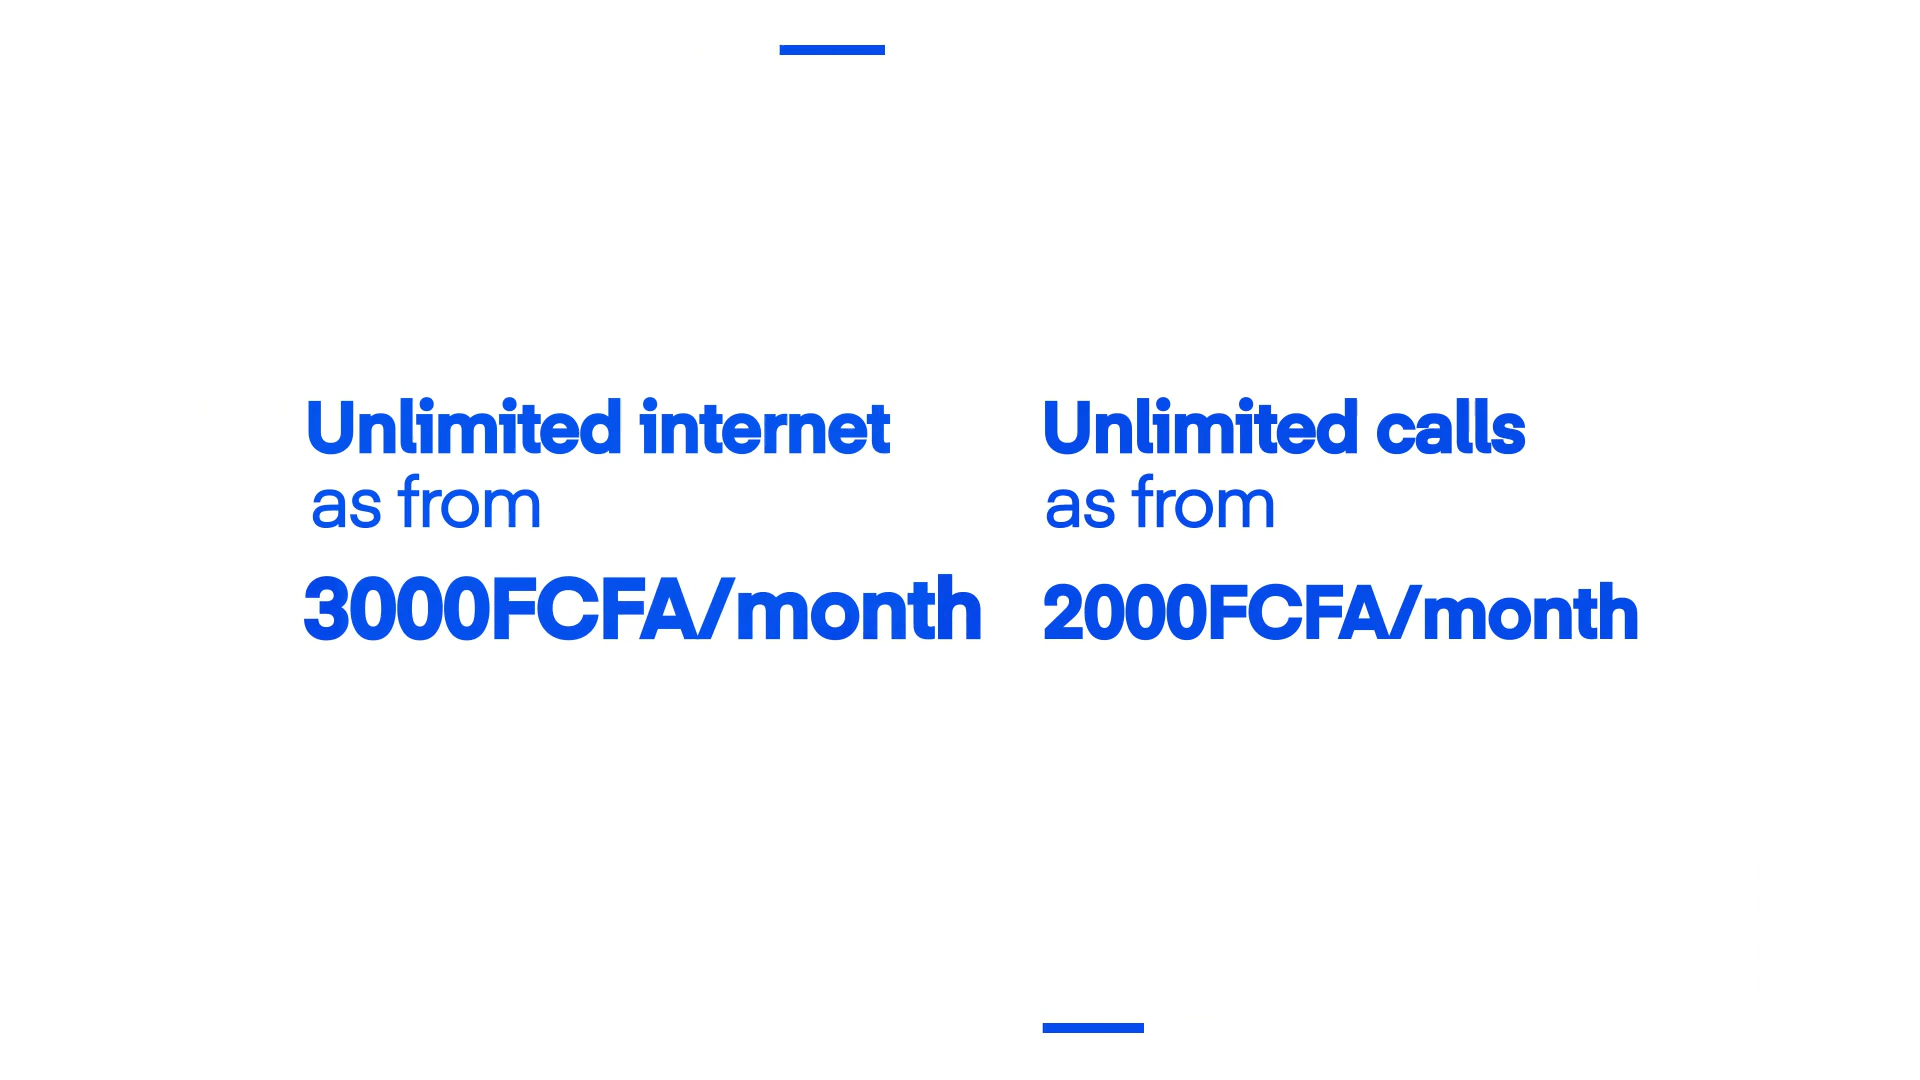 Unlimited internet
as from
3000FCFA/month
Unlimited calls
as from
2000FCFA/month